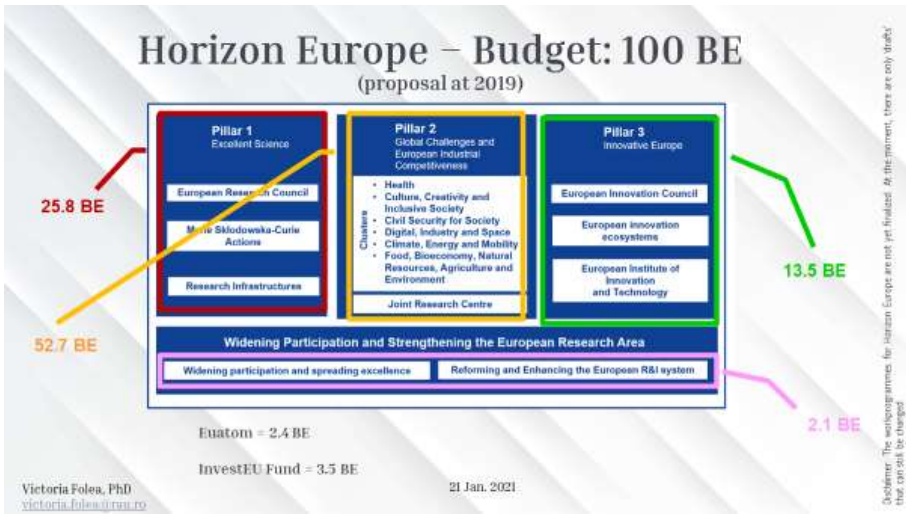 Horizon Europe – Budget: 100 BE
(proposal at 2019)
Pillar 1
Excellent Science
European Research Council
Marie Sklodowska-Curie
Actions
Research Infrastructures
25.8 BE
Pillar 2
Global Challenges and
European Industrial
Competitiveness
Clusters
• Health
• Culture, Creativity and
Inclusive Society
• Civil Security for Society
• Digital, Industry and Space
• Climate, Energy and Mobility
• Food, Bioeconomy, Natural
Resources, Agriculture and
Environment
Joint Research Centre
52.7 BE
Pillar 3
Innovative Europe
European Innovation Council
European innovation
ecosystems
European Institute of
Innovation
and Technology
13.5 BE
Widening Participation and Strengthening the European Research Area
Widening participation and spreading excellence
Reforming and Enhancing the European R&I system
2.1 BE
Euatom = 2.4 BE
InvestEU Fund = 3.5 BE
Victoria Folea, PhD
victoria.folea@rau.ro
21 Jan. 2021
Disclaimer: The workprogrammes for Horizon Europe are not yet finalized. At the moment, there are only 'drafts'
that can still be changed